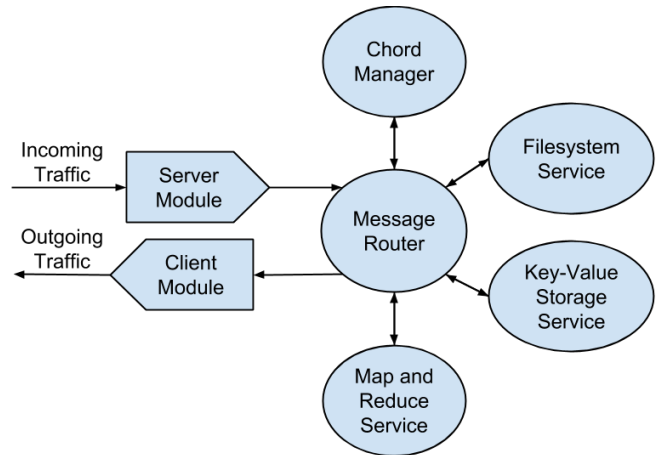 Chord
Manager
Incoming
Traffic
Server
Module
Filesystem
Service
Message
Router
Outgoing
Traffic
Client
Module
Key-Value
Storage
Service
Map and
Reduce
Service